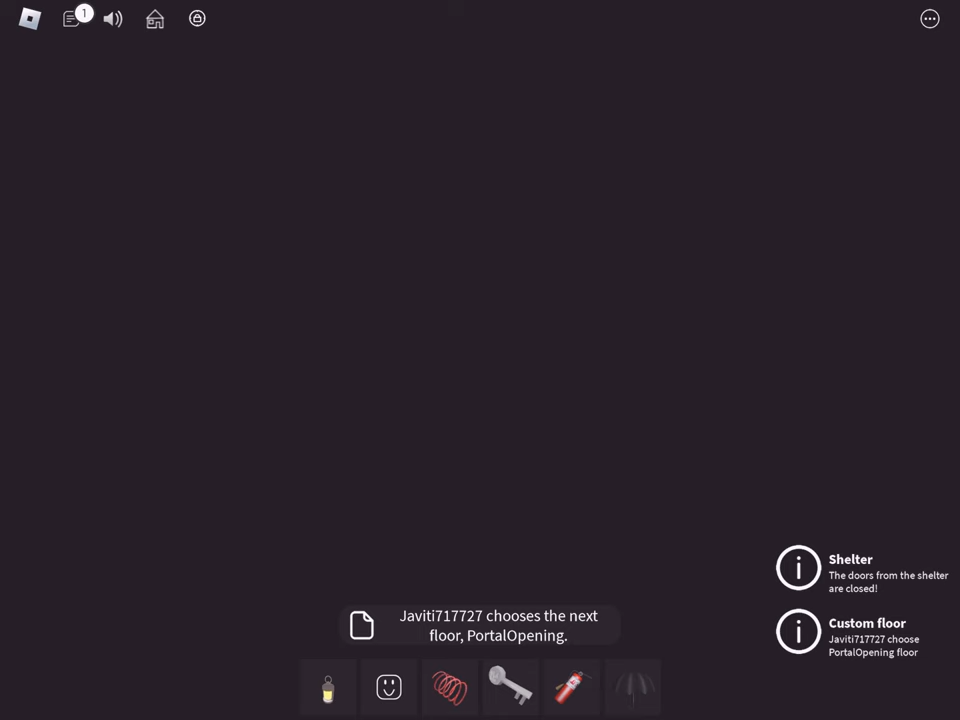 1
Shelter
The doors from the shelter
are closed!
Javiti717727 chooses the next
floor, PortalOpening.
Custom floor
Javiti717727 choose
PortalOpening floor